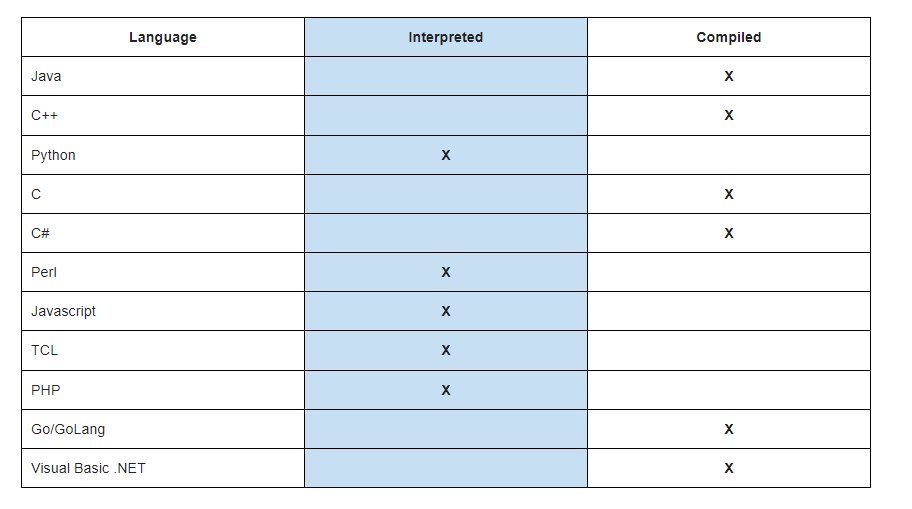 Language Interpreted Compiled
Java X
C++ X
Python X
C X
C# X
Perl X
Javascript X
TCL X
PHP X
Go/GoLang X
Visual Basic .NET X